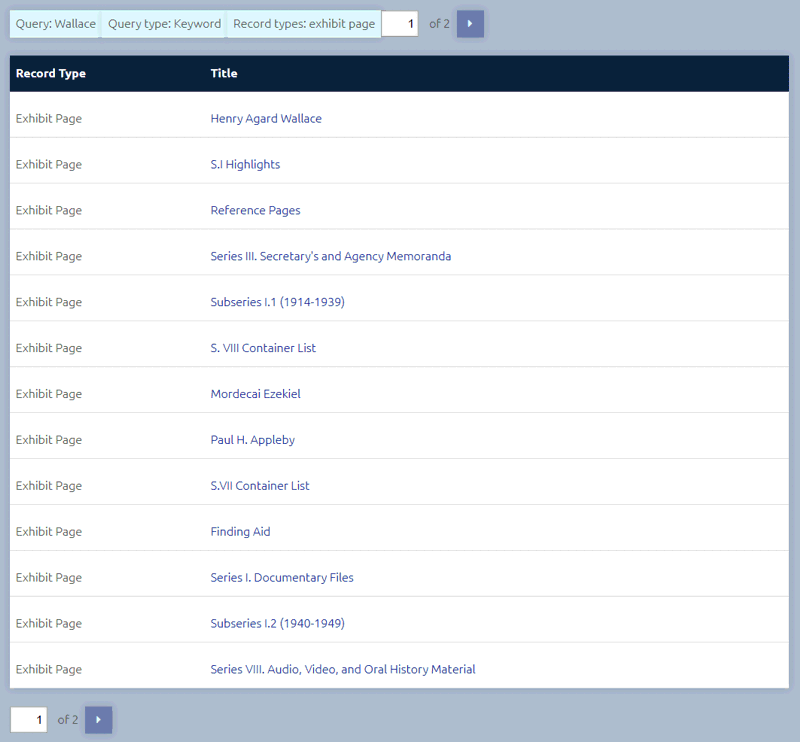 Query: Wallace Query type: Keyword Record types: exhibit page 1 of 2
Record Type Title
Exhibit Page Henry Agard Wallace
Exhibit Page S.I Highlights
Exhibit Page Reference Pages
Exhibit Page Series III. Secretary's and Agency Memoranda
Exhibit Page Subseries I.1 (1914-1939)
Exhibit Page S. VIII Container List
Exhibit Page Mordecai Ezekiel
Exhibit Page Paul H. Appleby
Exhibit Page S.VII Container List
Exhibit Page Finding Aid
Exhibit Page Series I. Documentary Files
Exhibit Page Subseries I.2 (1940-1949)
Exhibit Page Series VIII. Audio, Video, and Oral History Material
1 of 2